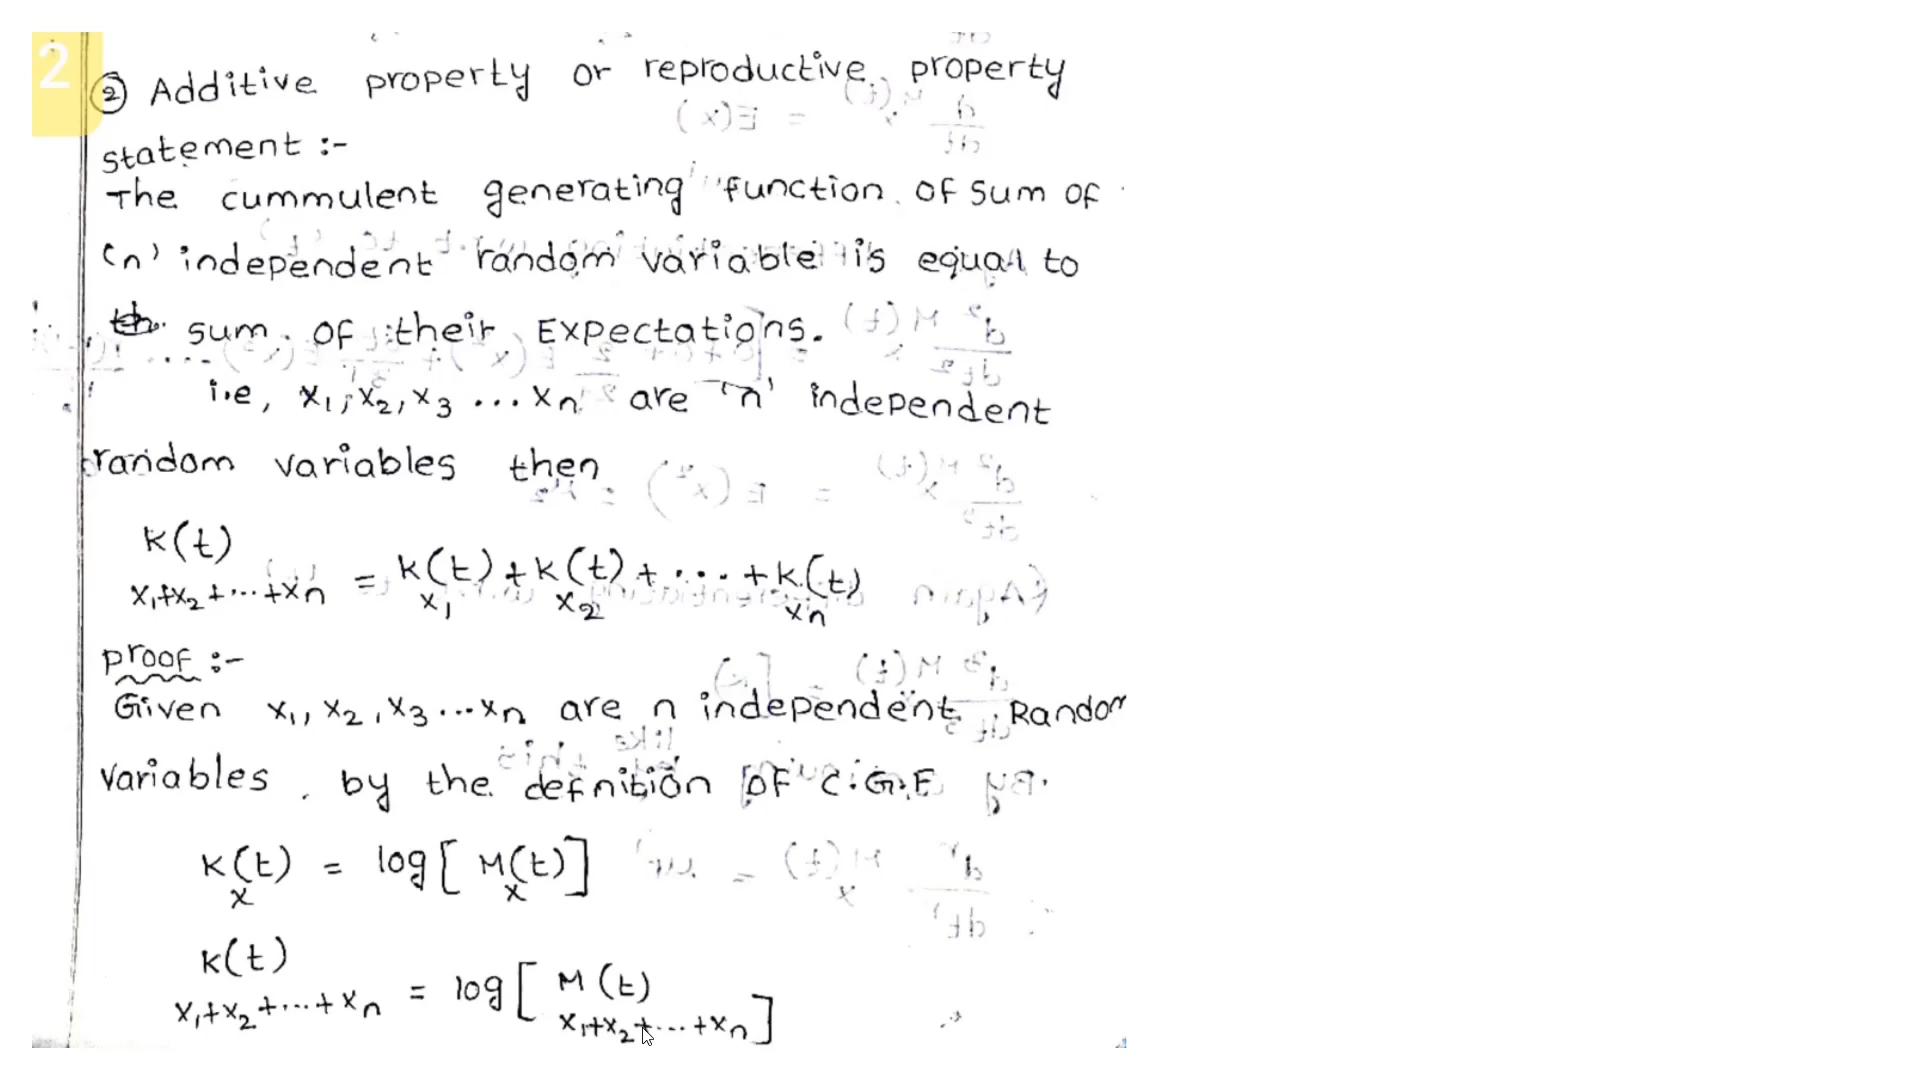 2
② Additive property or reproductive property
statement :-
The cummulent generating function of sum of
(n) independent random variable is equal to
sum of their Expectations.
i.e, x₁, x₂, x₃ ... xn are 'n' independent
random variables then
K(t)
x₁+x₂+...+xn = K(t) + K(t) + ... + K(t)
x₁ x₂ xn
proof :-
Given x₁, x₂, x₃ ... xn are n independent Random
variables. by the defnition OF C.G.F
K(t) = log[ M(t)]
x x
K(t)
x₁+x₂+...+xn = log[ M(t)
x₁+x₂+...+xn ]